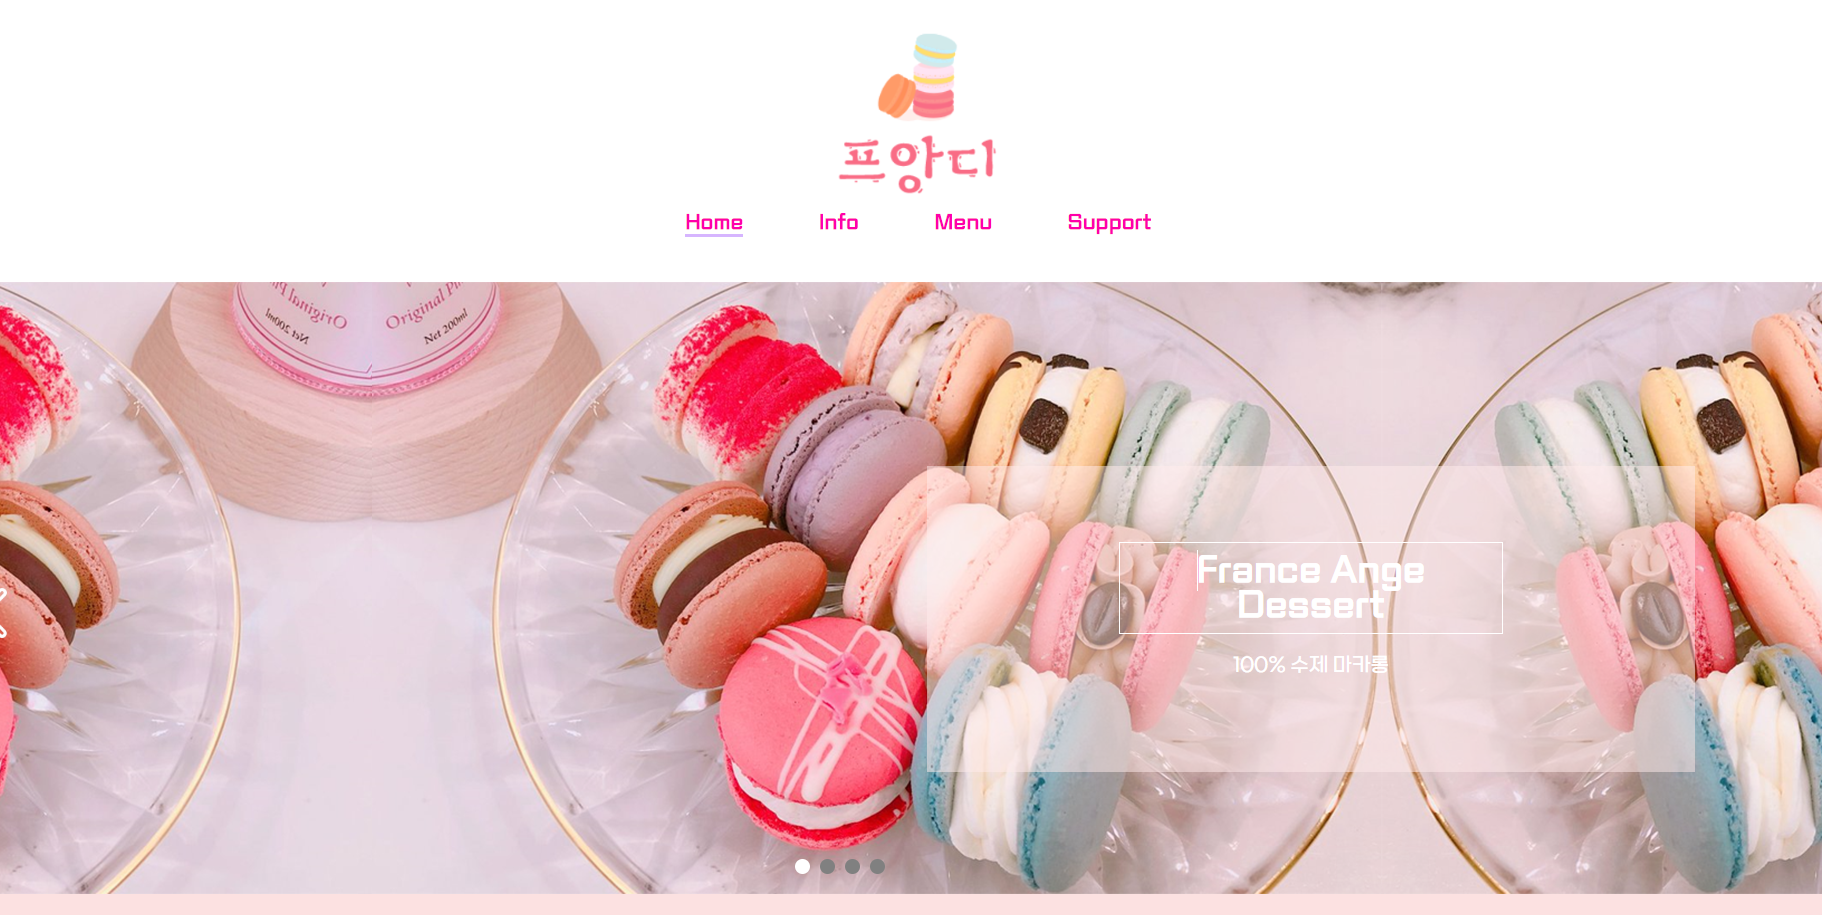 프앙디
Home Info Menu Support
Original
Net 200ml
Original
Net 200ml
France Ange
Dessert
100% 수제 마카롱